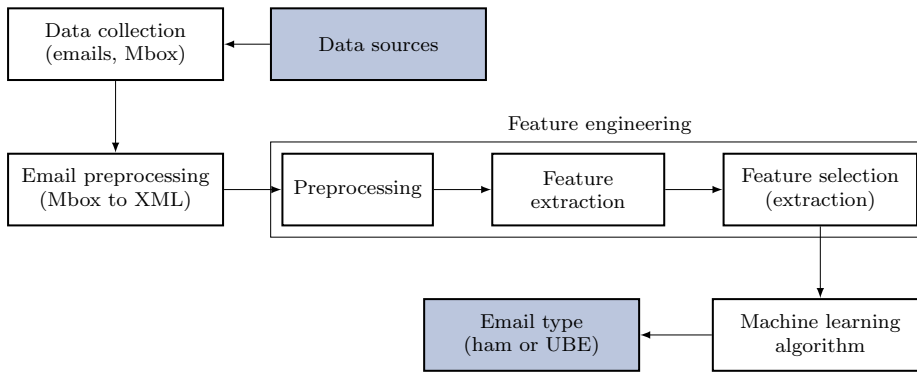 Data collection
(emails, Mbox)
Data sources
Feature engineering
Email preprocessing
(Mbox to XML)
Preprocessing
Feature
extraction
Feature selection
(extraction)
Email type
(ham or UBE)
Machine learning
algorithm